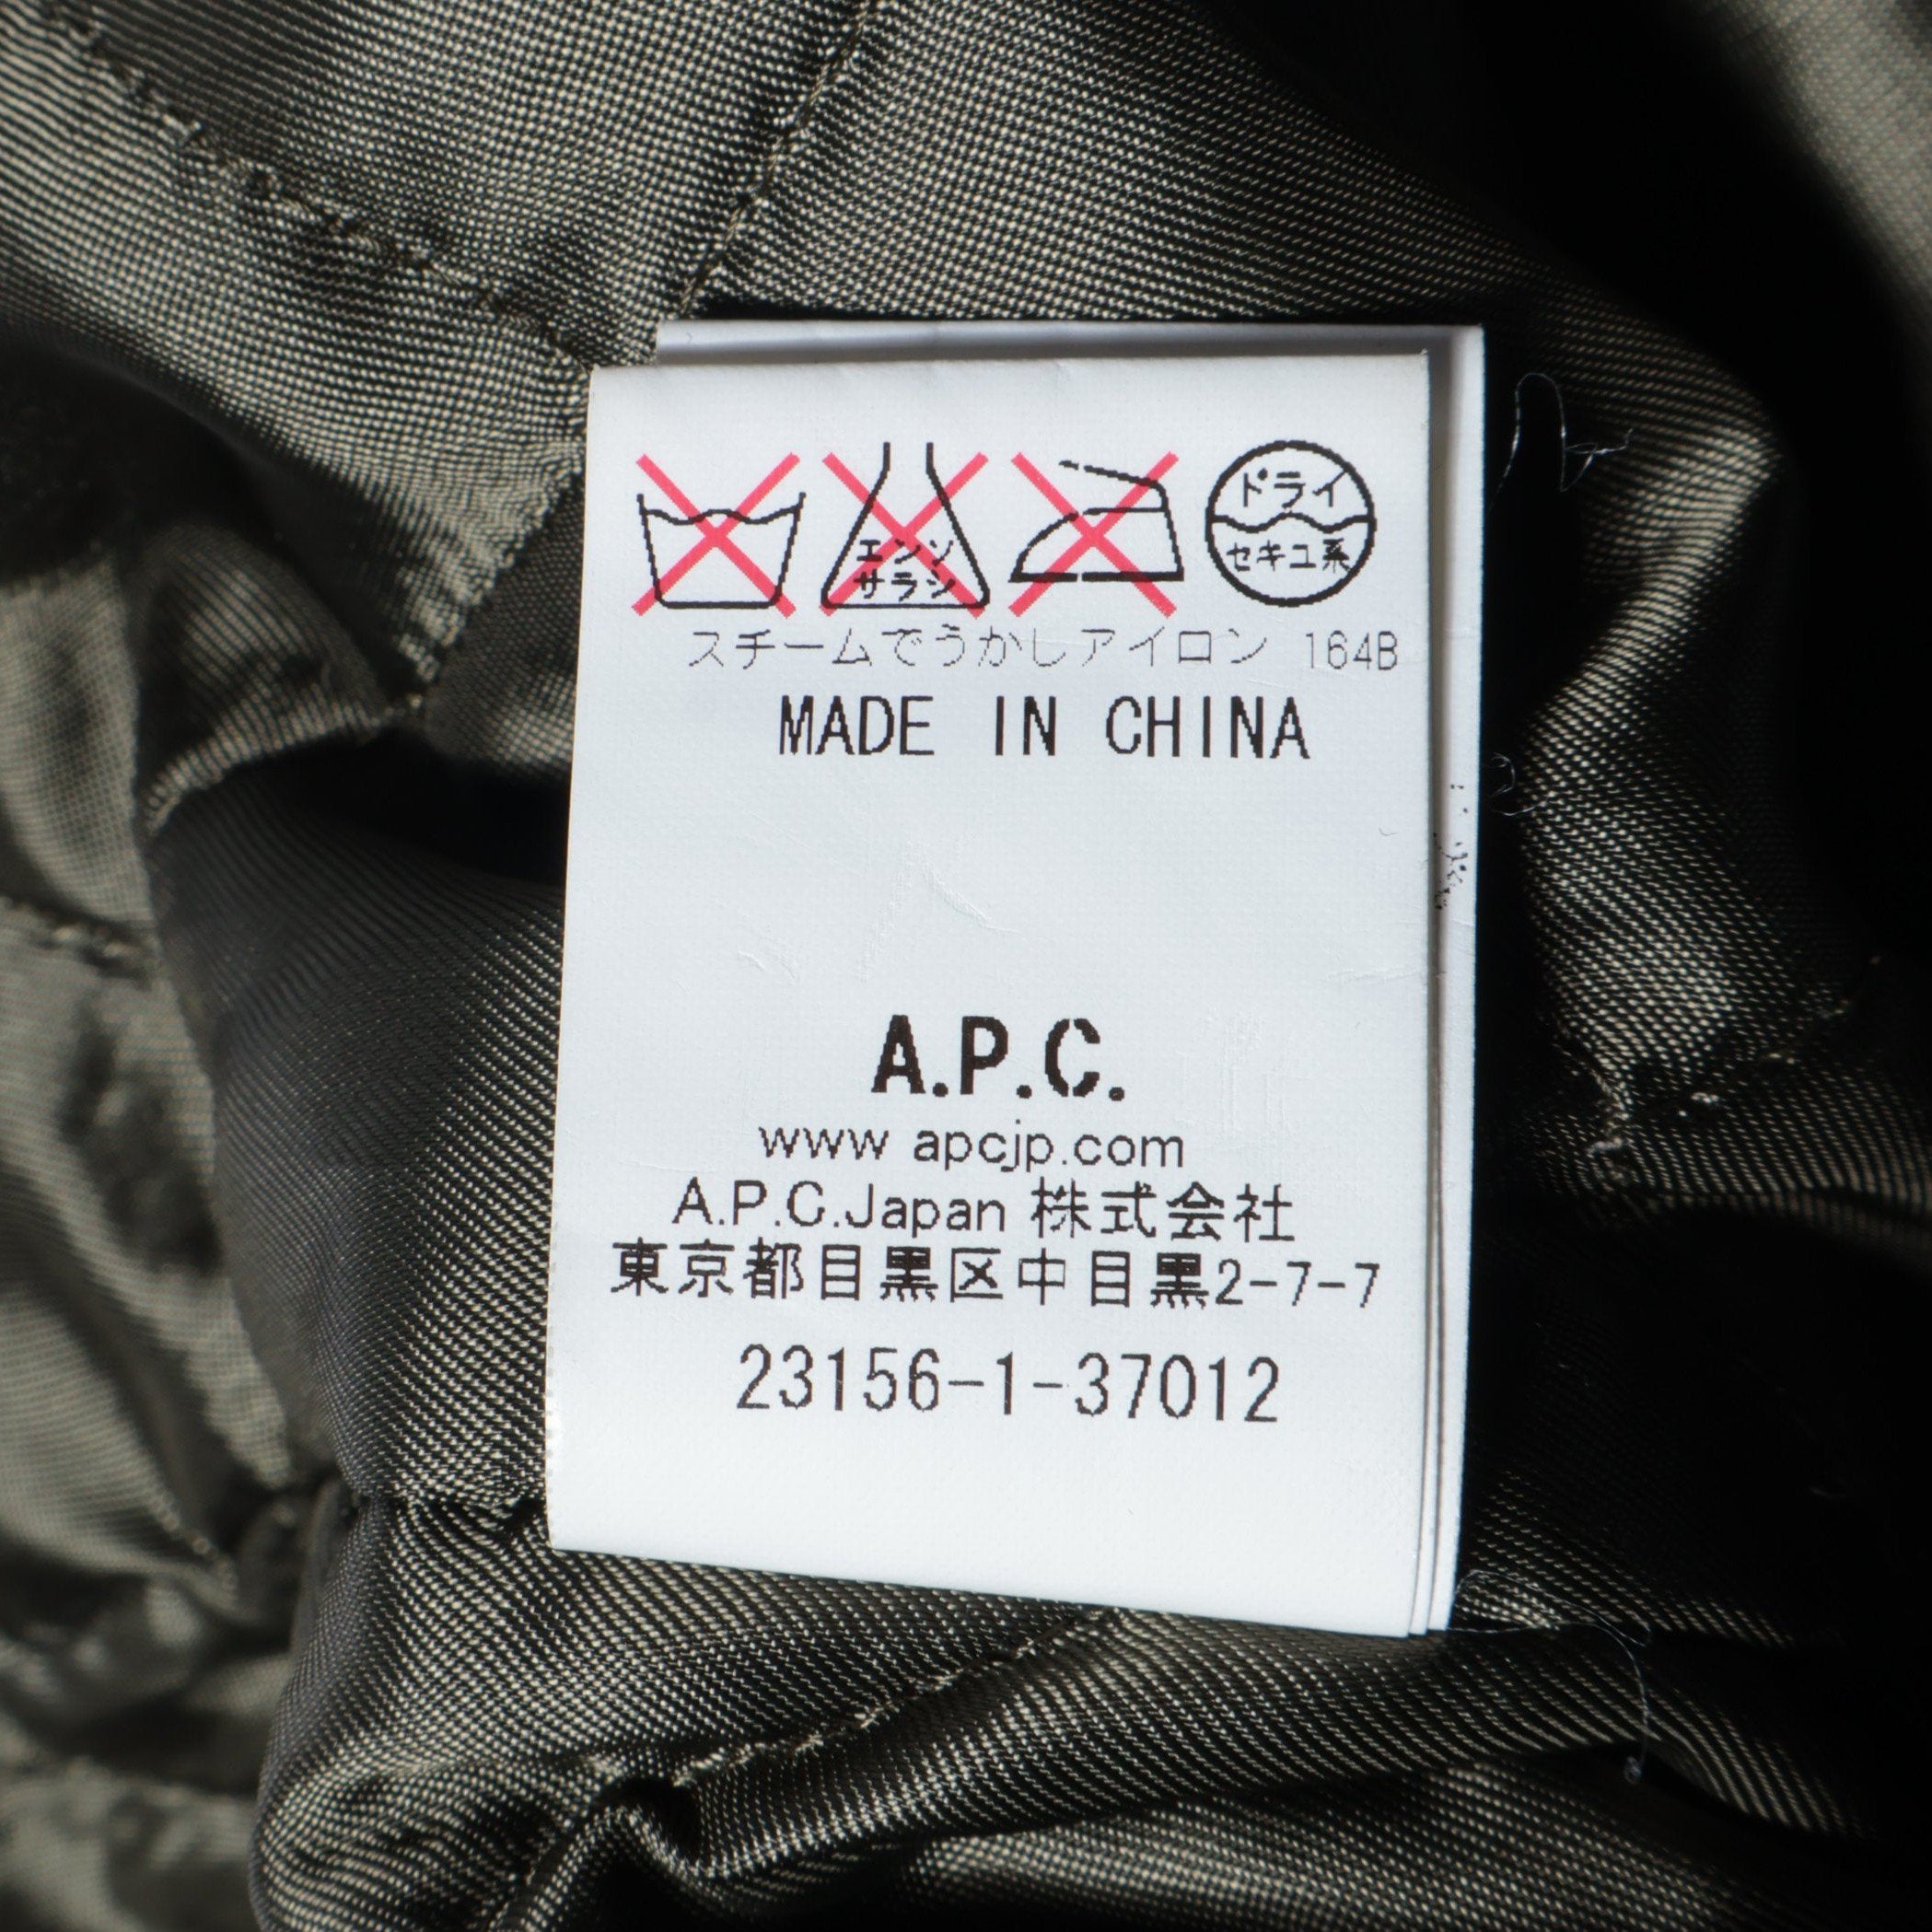 エンソ
サラシ
ドライ
セキユ系
スチームでうかしアイロン 164B
MADE IN CHINA
A.P.C.
www apcjp.com
A.P.C.Japan 株式会社
東京都目黒区中目黒2-7-7
23156-1-37012